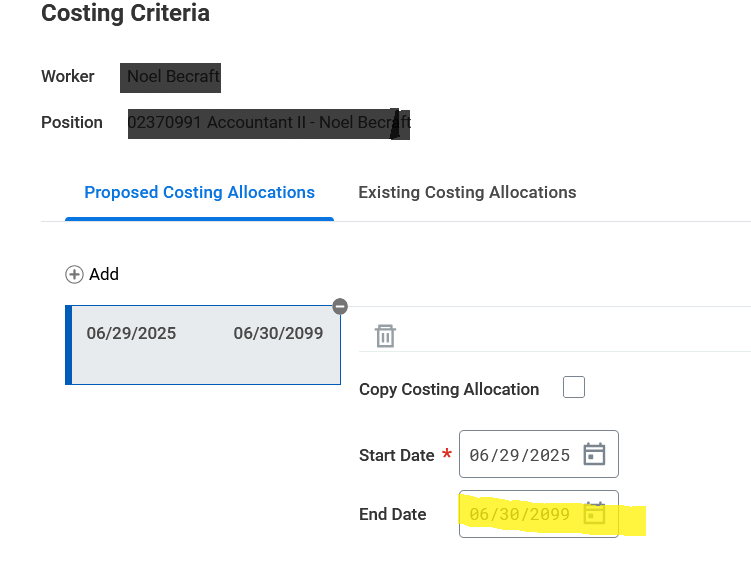 Costing Criteria
Worker Noel Becraft
Position 02370991 Accountant II - Noel Becraft
Proposed Costing Allocations Existing Costing Allocations
Add
06/29/2025 06/30/2099
Copy Costing Allocation
Start Date * 06/29/2025
End Date 06/30/2099